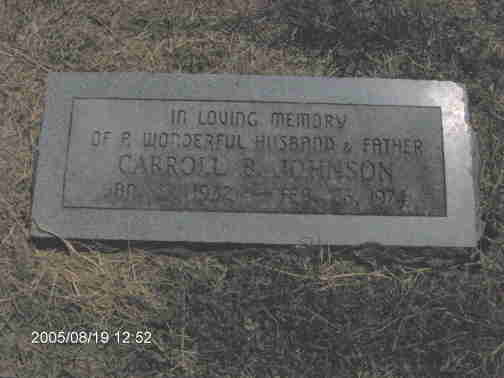 IN LOVING MEMORY
OF A WONDERFUL HUSBAND & FATHER
CARROLL B. JOHNSON
JAN. 1932 — FEB. 1974
2005/08/19 12:52